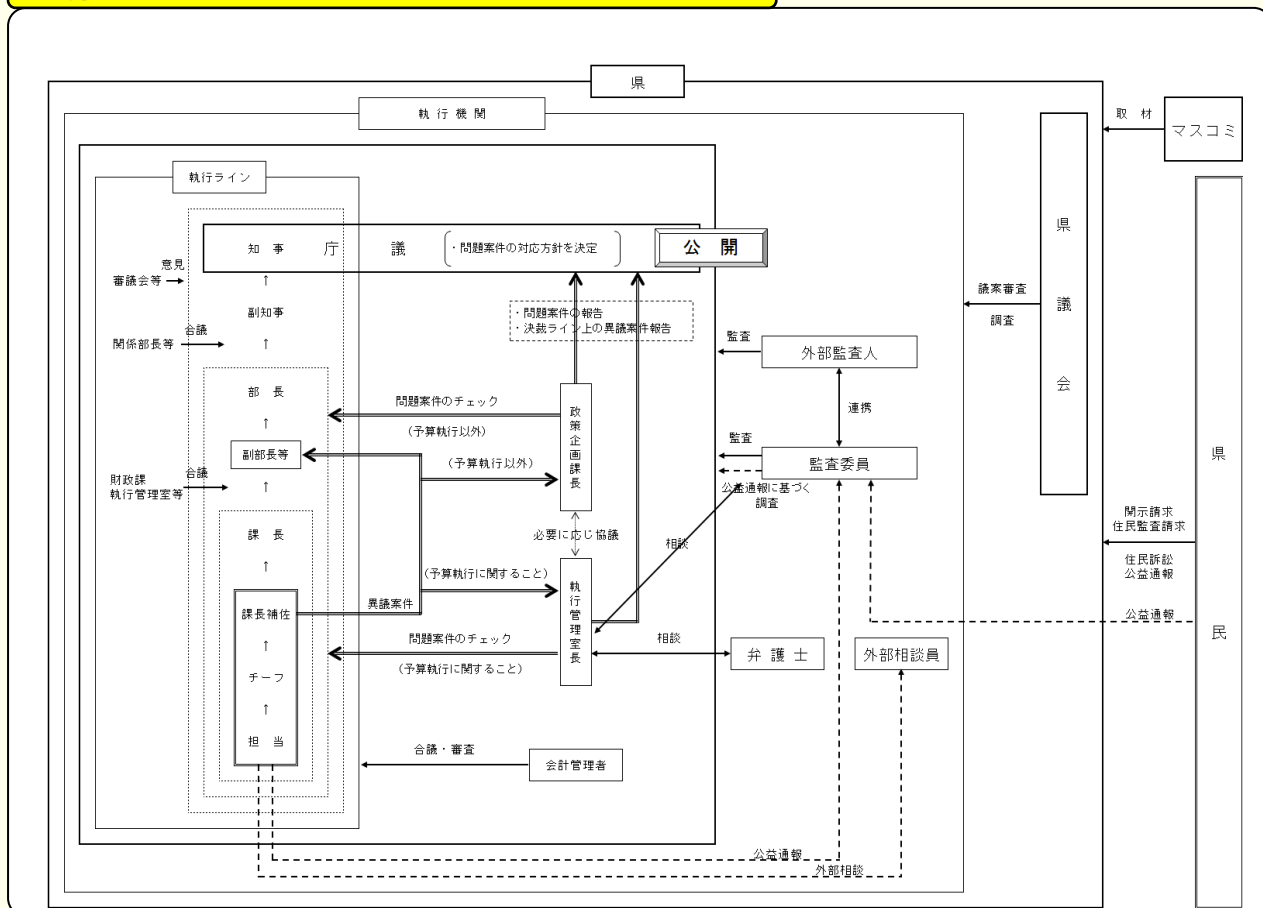 県
執行機関
マスコミ
取　材
執行ライン
県議会
県民
知　事　庁　議
・問題案件の対応方針を決定
公　開
意見
審議会等
↑
副知事
↑
合議
関係部長等
・問題案件の報告
・決裁ライン上の異議案件報告
議案審査
調査
監査
外部監査人
連携
部　長
↑
副部長等
↑
問題案件のチェック
(予算執行以外)
政策企画課長
(予算執行以外)
監査
監査委員
公益通報に基づく
調査
合議
財政課
執行管理室等
開示請求
住民監査請求
住民訴訟
公益通報
課　長
↑
必要に応じ協議
相談
(予算執行に関すること)
執行管理室長
異議案件
課長補佐
↑
チーフ
↑
担　当
問題案件のチェック
(予算執行に関すること)
公益通報
相談
弁護士
外部相談員
合議・審査
会計管理者
公益通報
外部相談